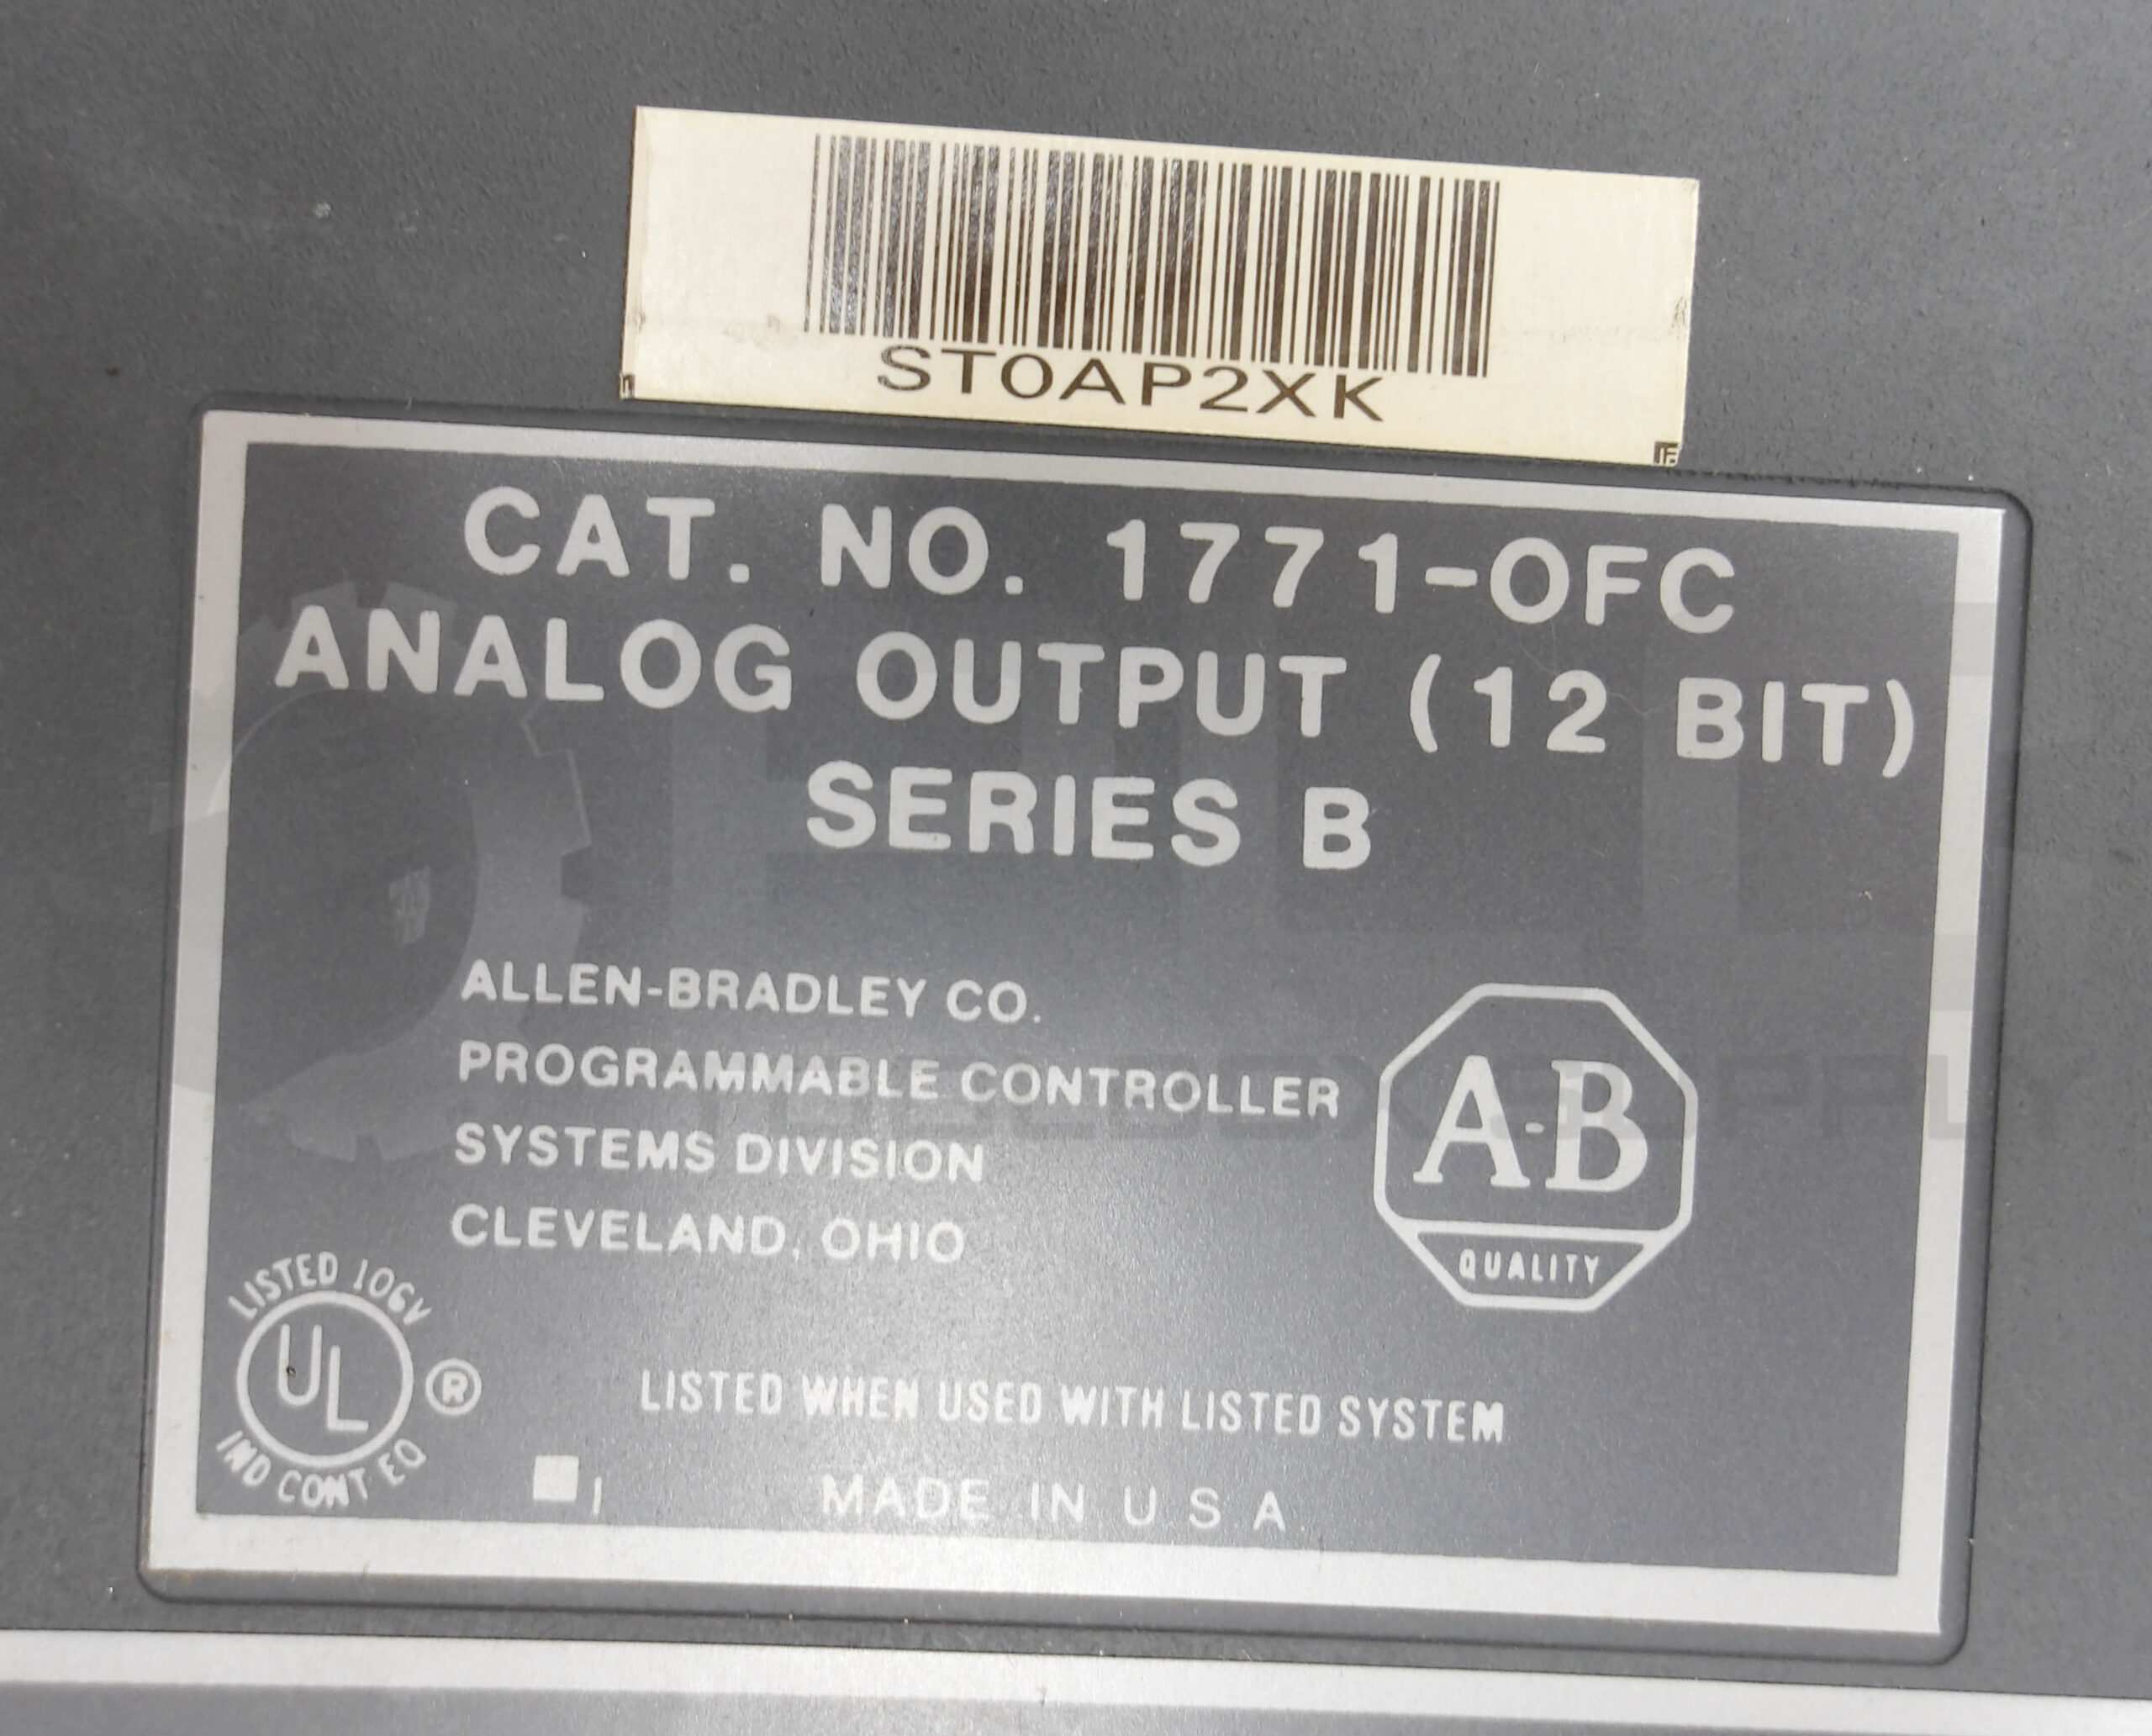 ST0AP2XK
CAT. NO. 1771-OFC
ANALOG OUTPUT (12 BIT)
SERIES B
ALLEN-BRADLEY CO.
PROGRAMMABLE CONTROLLER
SYSTEMS DIVISION
CLEVELAND, OHIO
A-B
QUALITY
LISTED 106V
UL ®
IND CONT EQ
LISTED WHEN USED WITH LISTED SYSTEM
MADE IN U S A